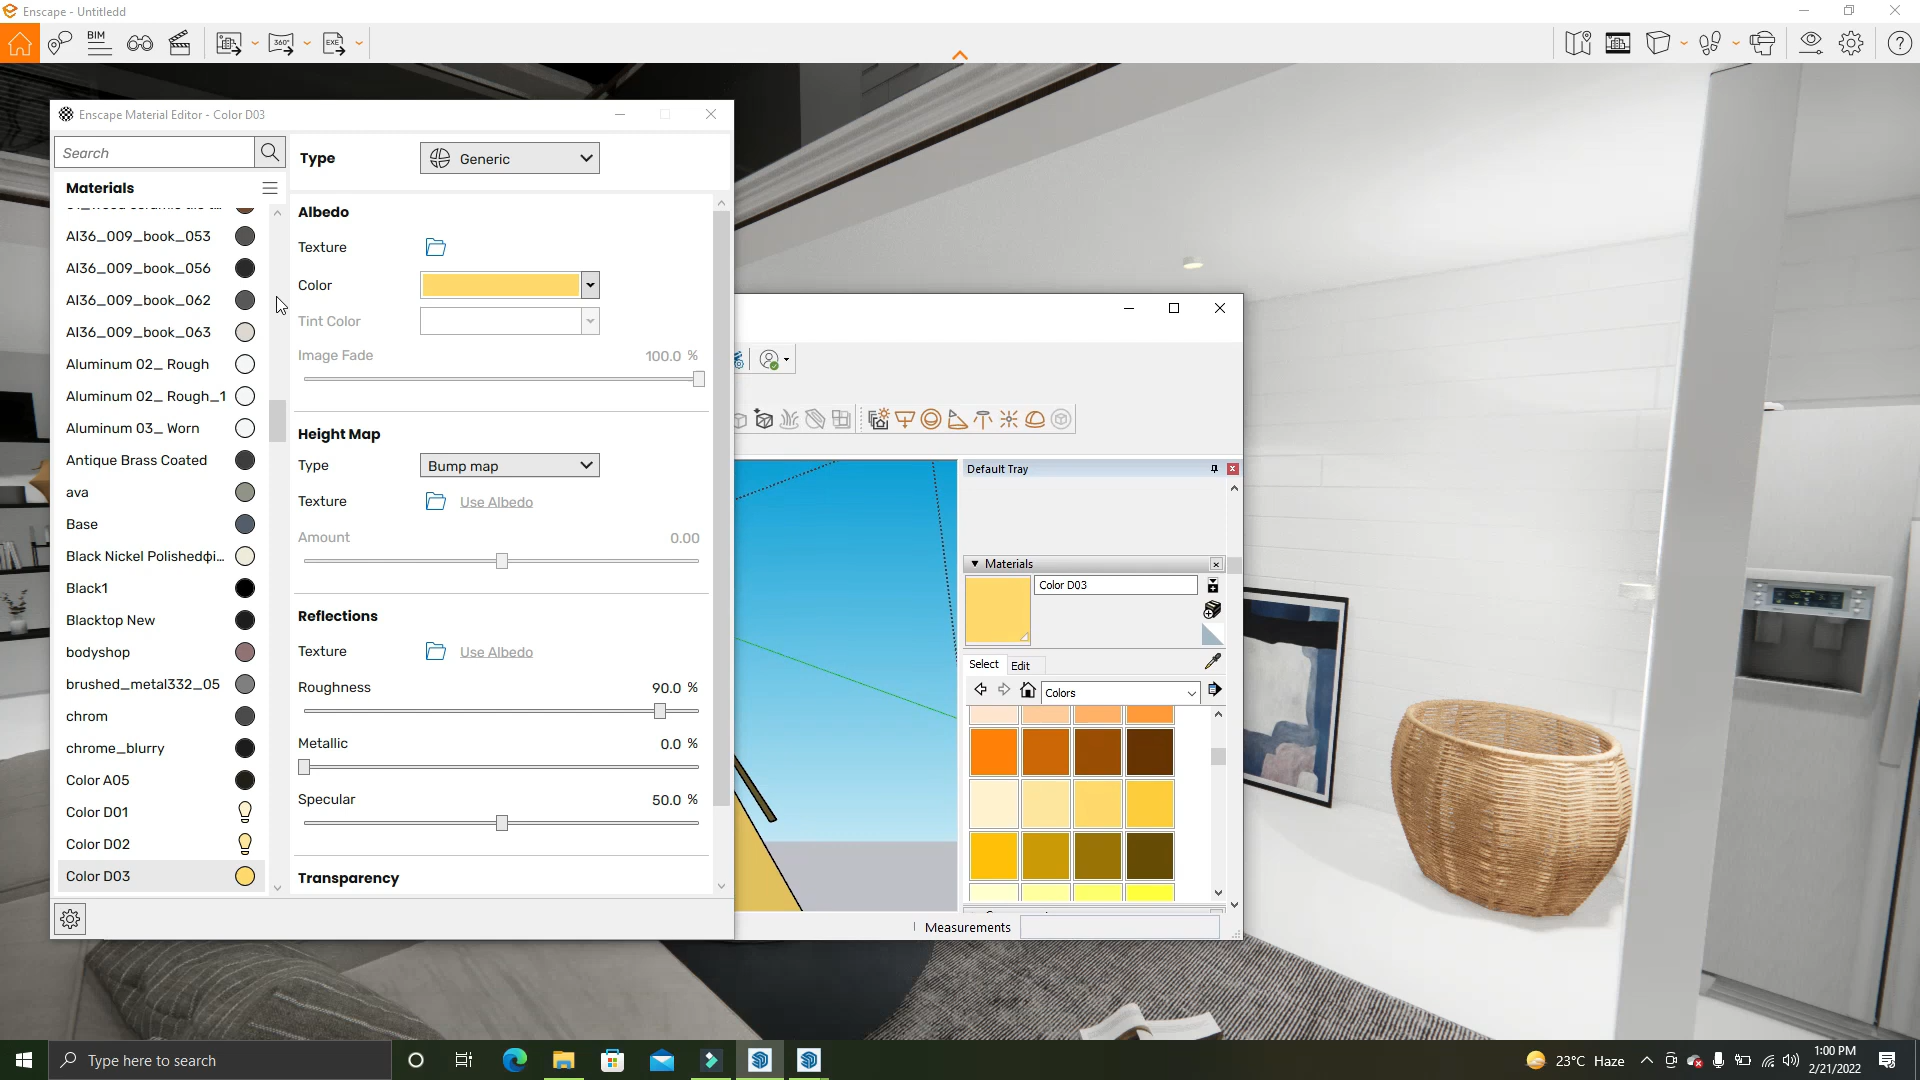 Enscape - Untitledd
BIM
360°
EXE
Enscape Material Editor - Color D03
Search
Type
Generic
Materials
AI36_009_book_053
AI36_009_book_056
AI36_009_book_062
AI36_009_book_063
Aluminum 02_ Rough
Aluminum 02_ Rough_1
Aluminum 03_ Worn
Antique Brass Coated
ava
Base
Black Nickel Polishedфi...
Black1
Blacktop New
bodyshop
brushed_metal332_05
chrom
chrome_blurry
Color A05
Color D01
Color D02
Color D03
Albedo
Texture
Color
Tint Color
Image Fade
100.0 %
Height Map
Type
Bump map
Texture
Use Albedo
Amount
0.00
Reflections
Texture
Use Albedo
Roughness
90.0 %
Metallic
0.0 %
Specular
50.0 %
Transparency
Default Tray
Materials
Color D03
Select
Edit
Colors
Measurements
Type here to search
23°C Haze
1:00 PM
2/21/2022